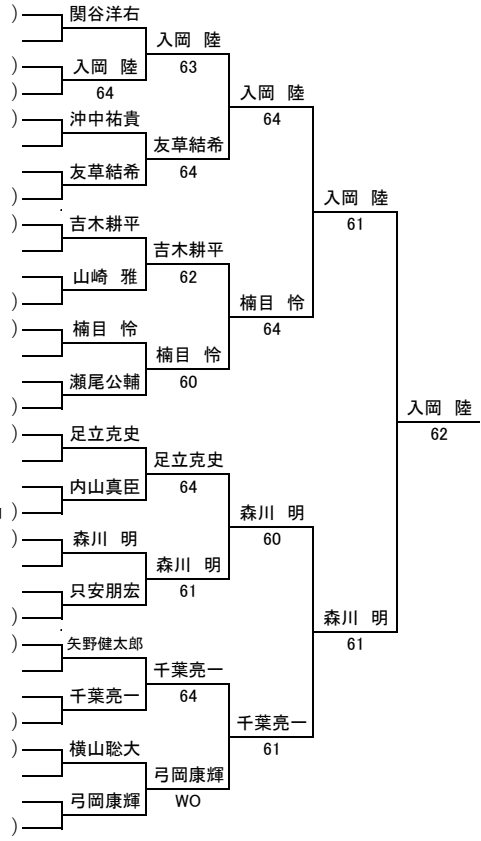 ) 関谷洋右
入岡 陸
) 入岡 陸 63
) 64 入岡 陸
) 沖中祐貴 64
友草結希
友草結希 64
)
入岡 陸
) 吉木耕平 61
吉木耕平
山崎 雅 62
)
楠目 怜
) 楠目 怜 64
楠目 怜
瀬尾公輔 60
)
入岡 陸
) 足立克史 62
足立克史
内山真臣 64
)
森川 明
) 森川 明 60
森川 明
只安朋宏 61
)
森川 明
) 矢野健太郎 61
千葉亮一
千葉亮一 64
)
千葉亮一
) 横山聡大 61
弓岡康輝
弓岡康輝 WO
)